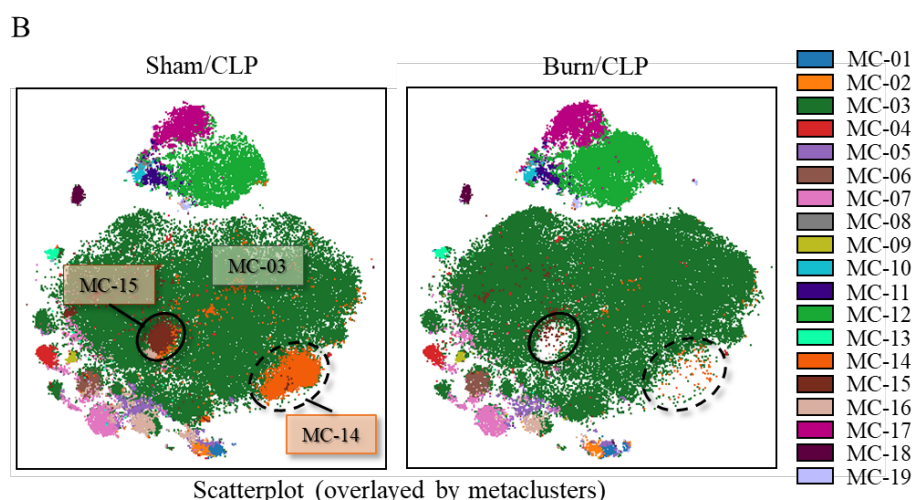 B
Sham/CLP
Burn/CLP
MC-01
MC-02
MC-03
MC-04
MC-05
MC-06
MC-07
MC-08
MC-09
MC-10
MC-11
MC-12
MC-13
MC-14
MC-15
MC-16
MC-17
MC-18
MC-19
MC-03
MC-15
MC-14
Scatterplot (overlayed by metaclusters)